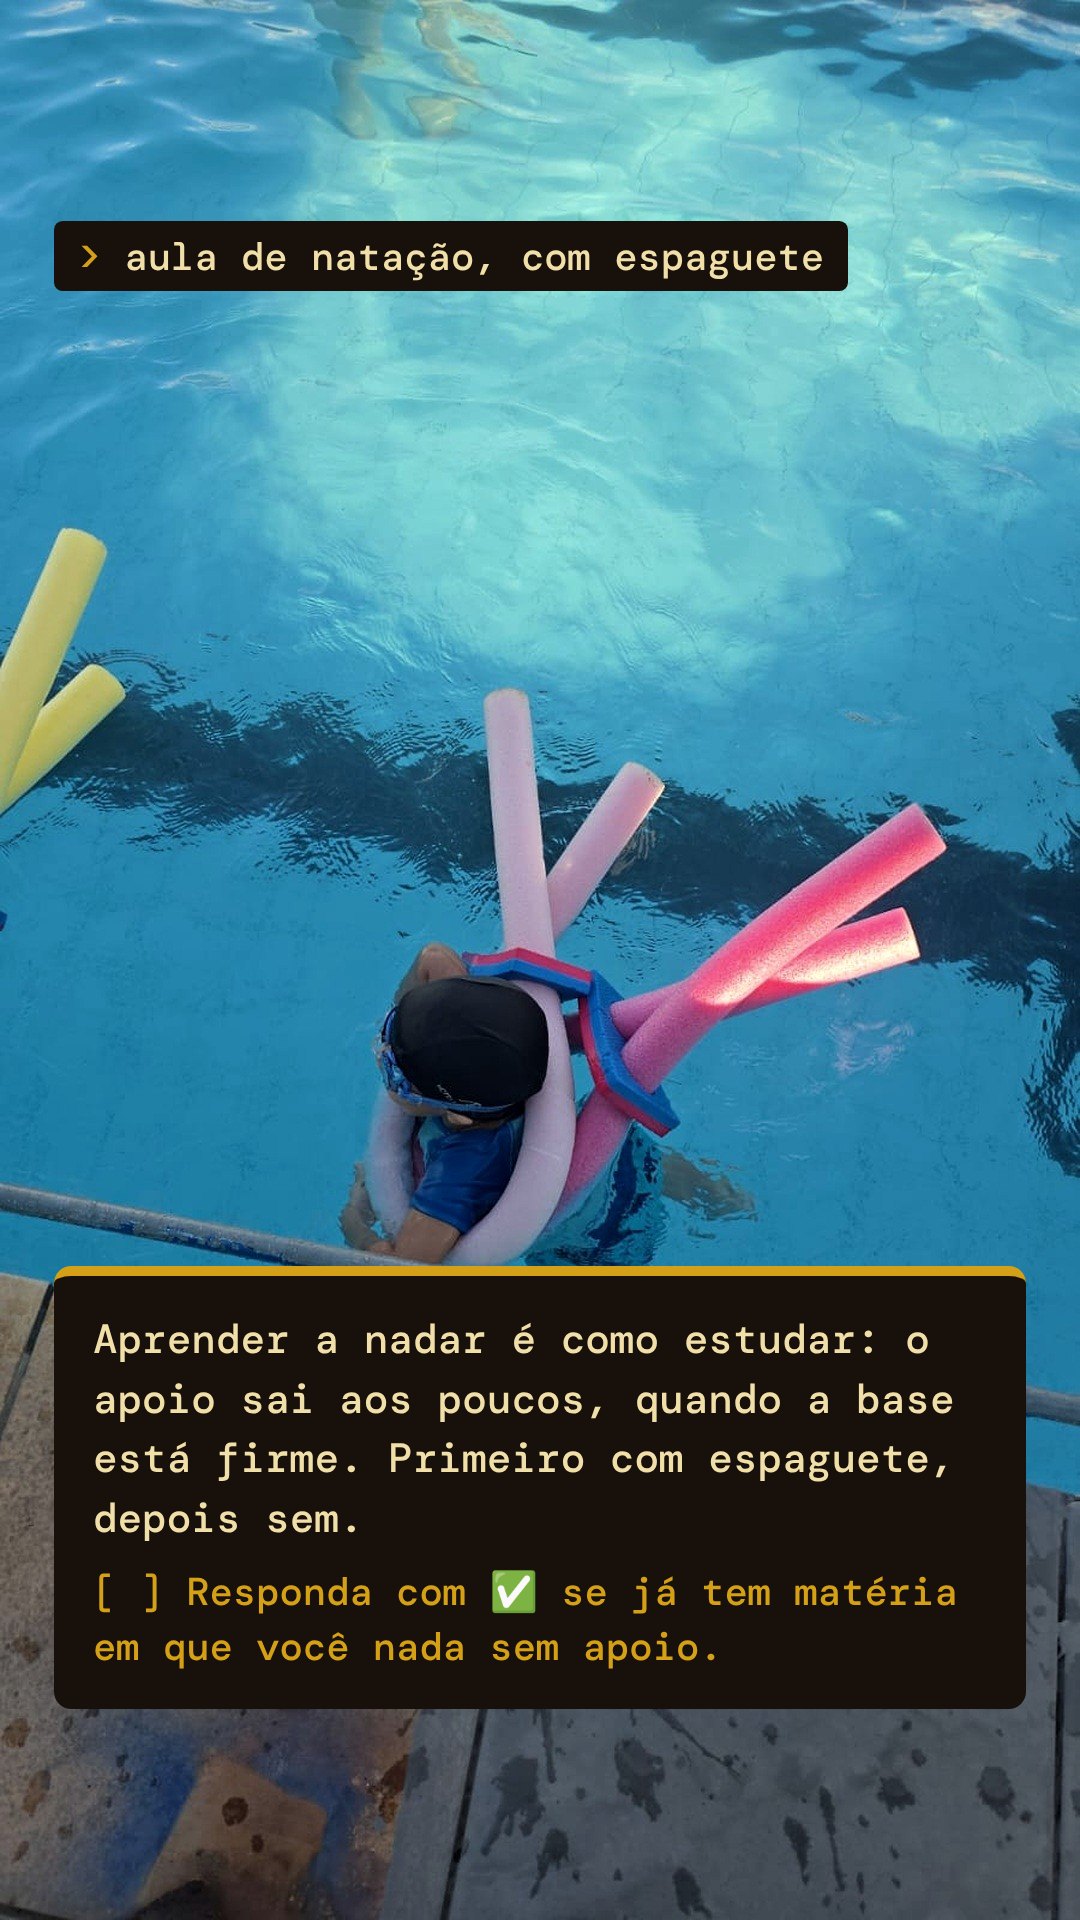 > aula de natação, com espaguete
Aprender a nadar é como estudar: o
apoio sai aos poucos, quando a base
está firme. Primeiro com espaguete,
depois sem.
[ ] Responda com ✅ se já tem matéria
em que você nada sem apoio.